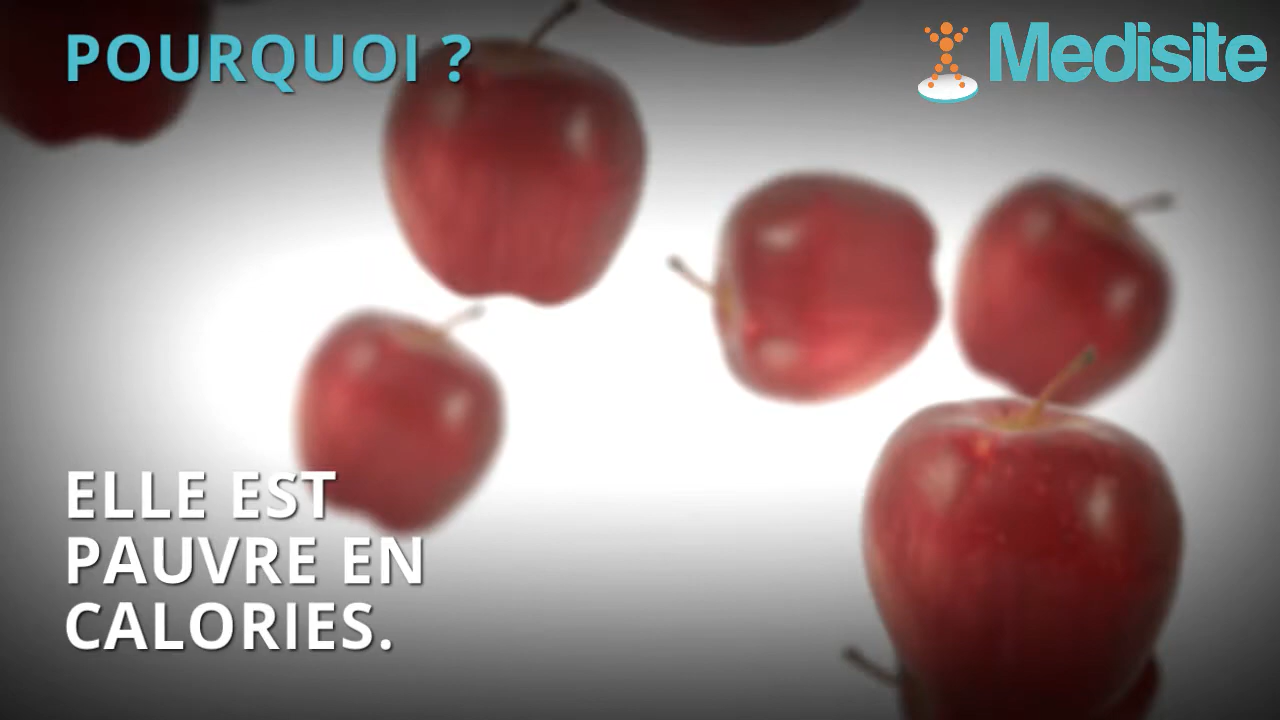 POURQUOI ?
Medisite
ELLE EST
PAUVRE EN
CALORIES.